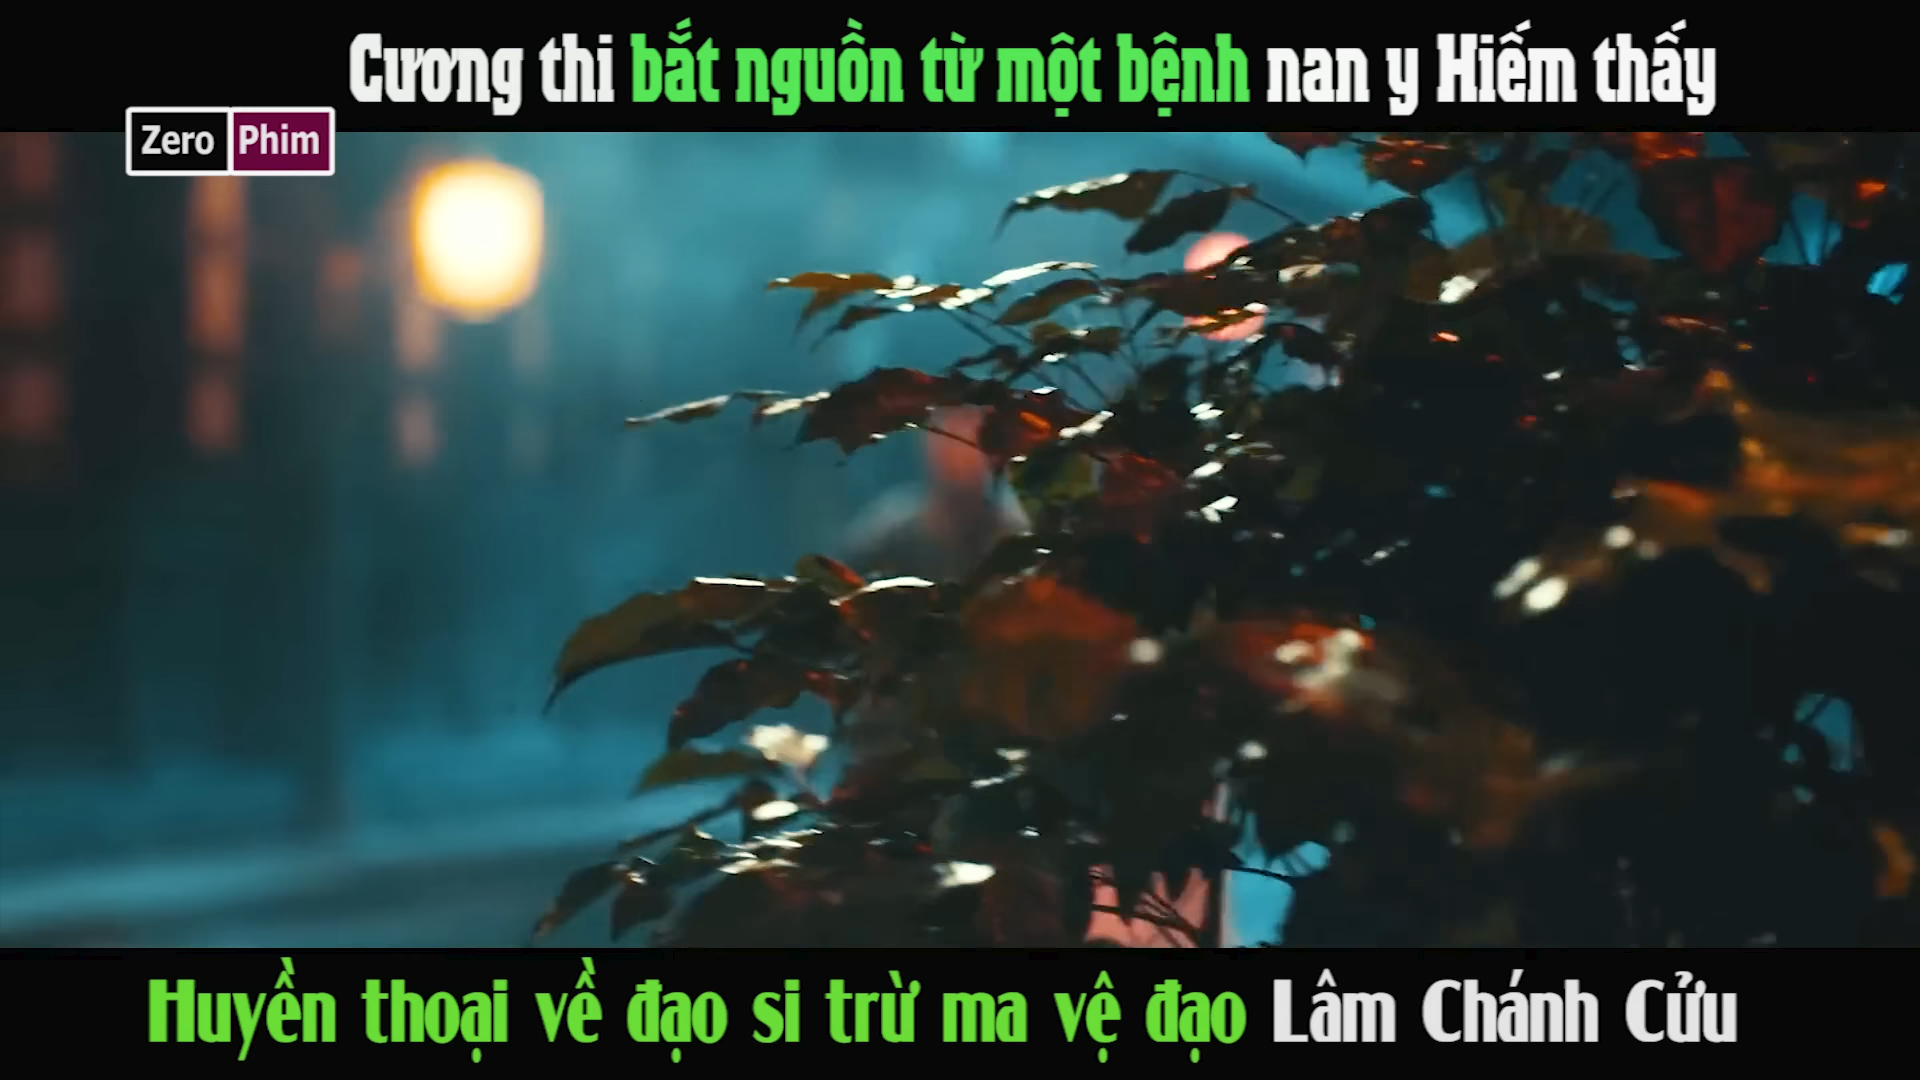 Cương thi bắt nguồn từ một bệnh nan y Hiếm thấy
Zero Phim
Huyền thoại về đạo si trừ ma vệ đạo Lâm Chánh Cửu